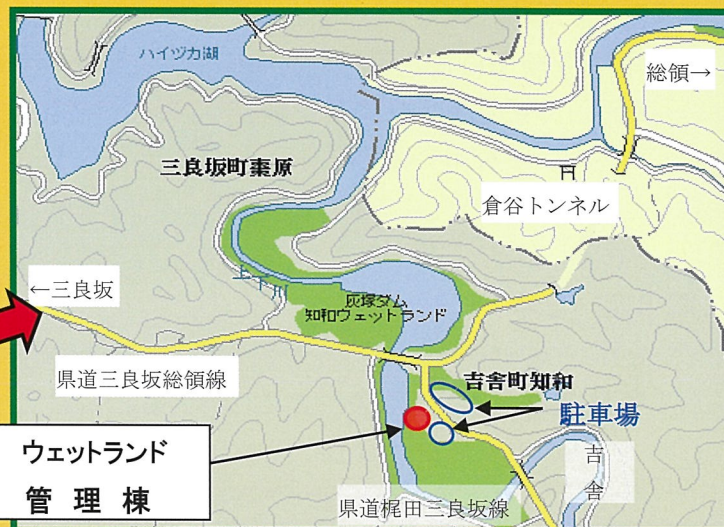 ハイヅカ湖
総領→
三良坂町棗原
倉谷トンネル
上下川
←三良坂
灰塚ダム
知和ウェットランド
県道三良坂総領線
吉舎町知和
駐車場
ウェットランド
管理棟
吉
舎
県道梶田三良坂線